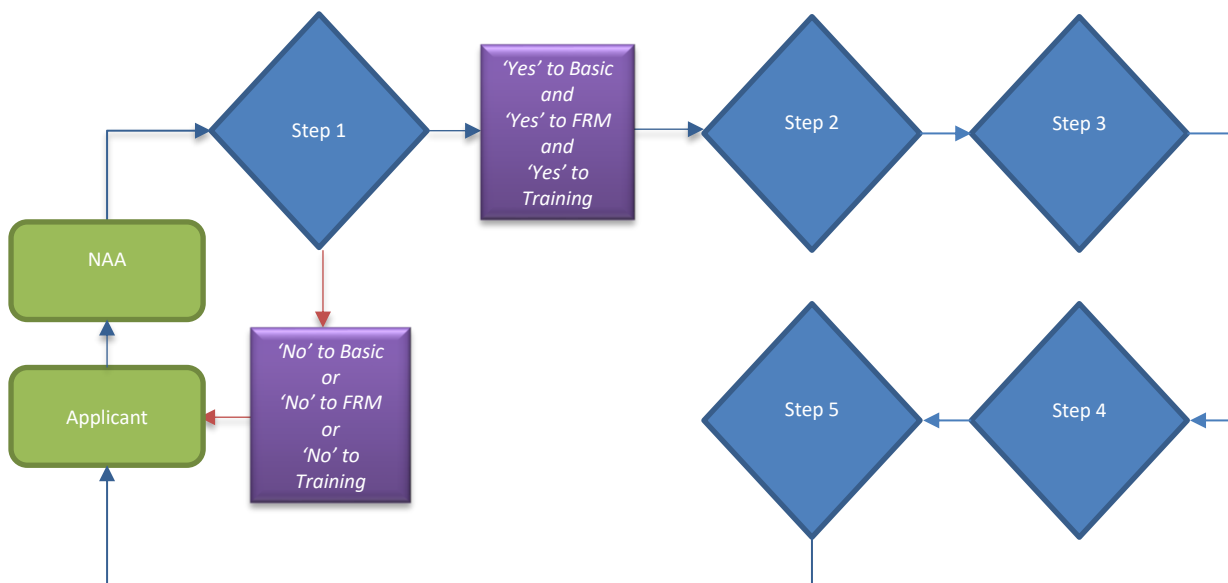 Step 1
‘Yes’ to Basic
and
‘Yes’ to FRM
and
‘Yes’ to
Training
Step 2
Step 3
NAA
Applicant
‘No’ to Basic
or
‘No’ to FRM
or
‘No’ to
Training
Step 5
Step 4